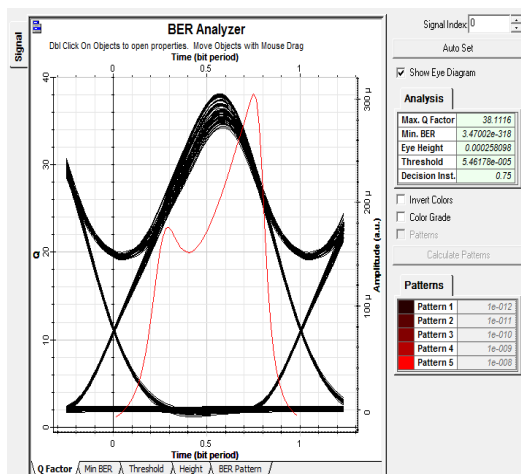 Signal
BER Analyzer
Dbl Click On Objects to open properties. Move Objects with Mouse Drag
Time (bit period)
0 0.5 1
40
30
20
10
0
Q
300 µ
200 µ
100 µ
0
Amplitude (a.u.)
0 0.5 1
Time (bit period)
Q Factor Min BER Threshold Height BER Pattern
Signal Index: 0
Auto Set
Show Eye Diagram
Analysis
Max. Q Factor 38.1116
Min. BER 3.47002e-318
Eye Height 0.000258098
Threshold 5.46178e-005
Decision Inst. 0.75
Invert Colors
Color Grade
Patterns
Calculate Patterns
Patterns
Pattern 1 1e-012
Pattern 2 1e-011
Pattern 3 1e-010
Pattern 4 1e-009
Pattern 5 1e-008